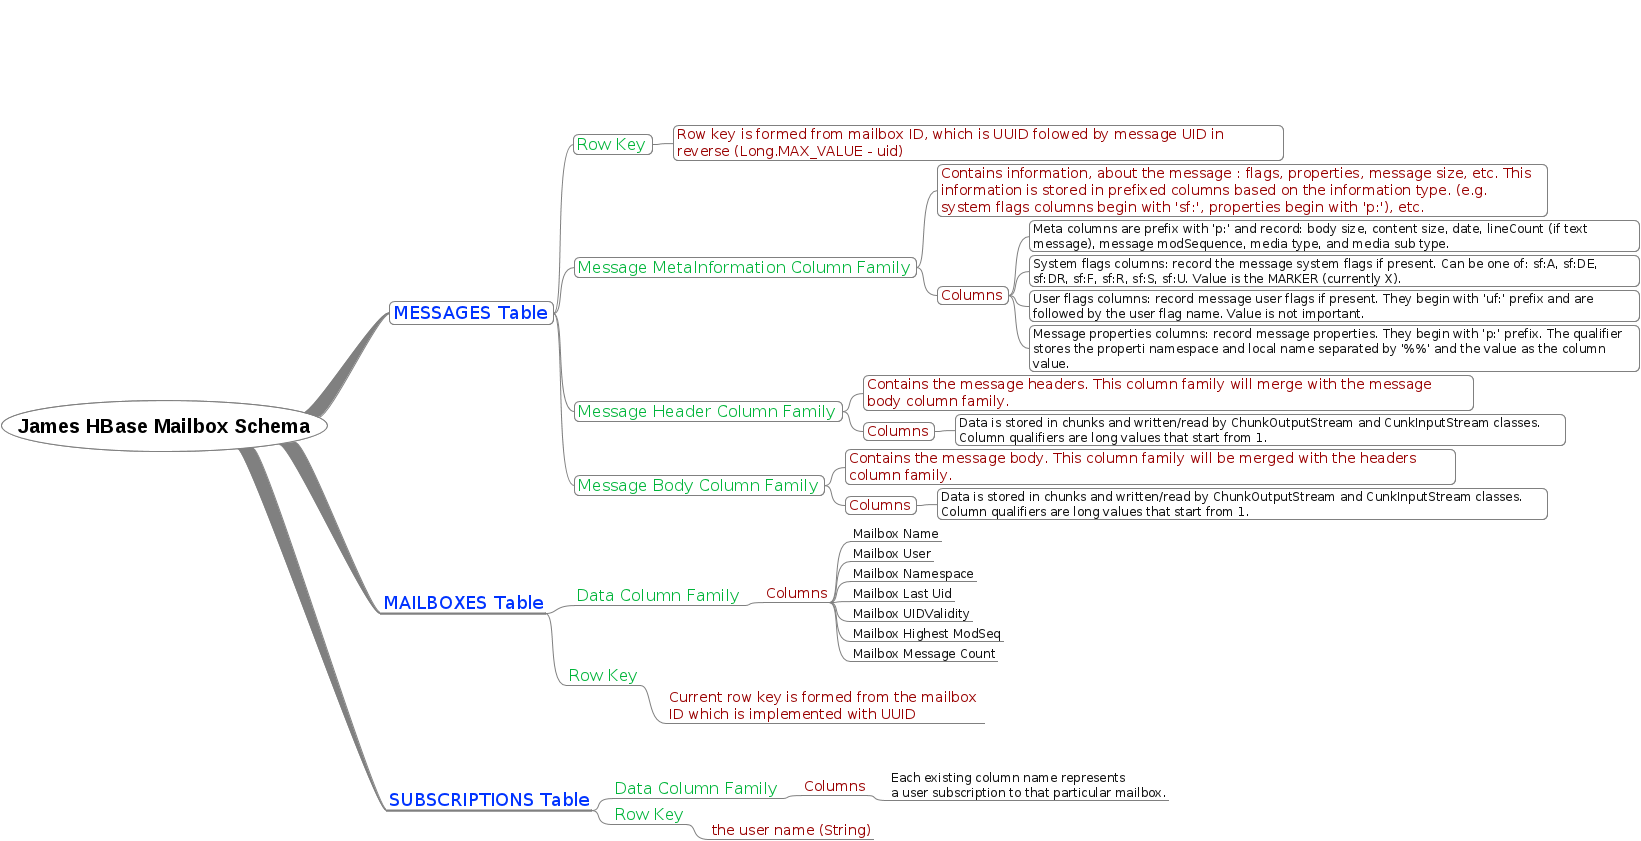 James HBase Mailbox Schema
MESSAGES Table
Row Key
Row key is formed from mailbox ID, which is UUID folowed by message UID in
reverse (Long.MAX_VALUE - uid)
Message MetaInformation Column Family
Contains information, about the message : flags, properties, message size, etc. This
information is stored in prefixed columns based on the information type. (e.g.
system flags columns begin with 'sf:', properties begin with 'p:'), etc.
Columns
Meta columns are prefix with 'p:' and record: body size, content size, date, lineCount (if text
message), message modSequence, media type, and media sub type.
System flags columns: record the message system flags if present. Can be one of: sf:A, sf:DE,
sf:DR, sf:F, sf:R, sf:S, sf:U. Value is the MARKER (currently X).
User flags columns: record message user flags if present. They begin with 'uf:' prefix and are
followed by the user flag name. Value is not important.
Message properties columns: record message properties. They begin with 'p:' prefix. The qualifier
stores the properti namespace and local name separated by '%%' and the value as the column
value.
Message Header Column Family
Contains the message headers. This column family will merge with the message
body column family.
Columns
Data is stored in chunks and written/read by ChunkOutputStream and CunkInputStream classes.
Column qualifiers are long values that start from 1.
Message Body Column Family
Contains the message body. This column family will be merged with the headers
column family.
Columns
Data is stored in chunks and written/read by ChunkOutputStream and CunkInputStream classes.
Column qualifiers are long values that start from 1.
MAILBOXES Table
Data Column Family
Columns
Mailbox Name
Mailbox User
Mailbox Namespace
Mailbox Last Uid
Mailbox UIDValidity
Mailbox Highest ModSeq
Mailbox Message Count
Row Key
Current row key is formed from the mailbox
ID which is implemented with UUID
SUBSCRIPTIONS Table
Data Column Family
Columns
Each existing column name represents
a user subscription to that particular mailbox.
Row Key
the user name (String)